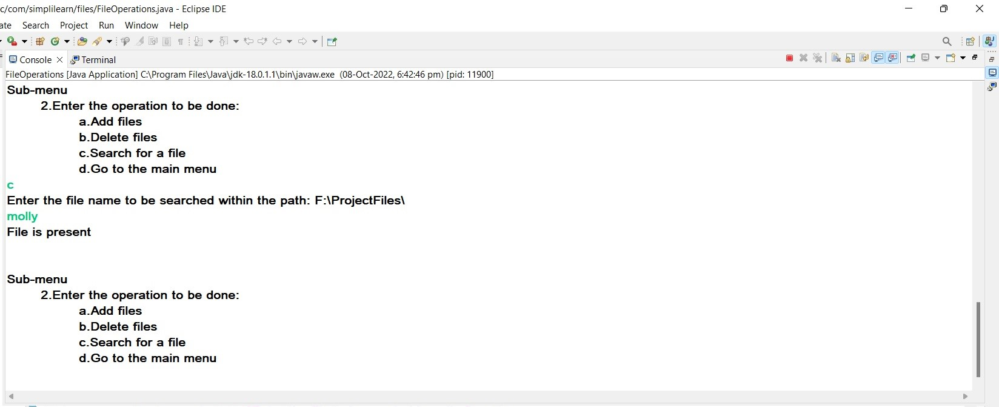 c/com/simplilearn/files/FileOperations.java - Eclipse IDE
ate Search Project Run Window Help
Console Terminal
FileOperations [Java Application] C:\Program Files\Java\jdk-18.0.1.1\bin\javaw.exe (08-Oct-2022, 6:42:46 pm) [pid: 11900]
Sub-menu
2.Enter the operation to be done:
a.Add files
b.Delete files
c.Search for a file
d.Go to the main menu
c
Enter the file name to be searched within the path: F:\ProjectFiles\
molly
File is present
Sub-menu
2.Enter the operation to be done:
a.Add files
b.Delete files
c.Search for a file
d.Go to the main menu